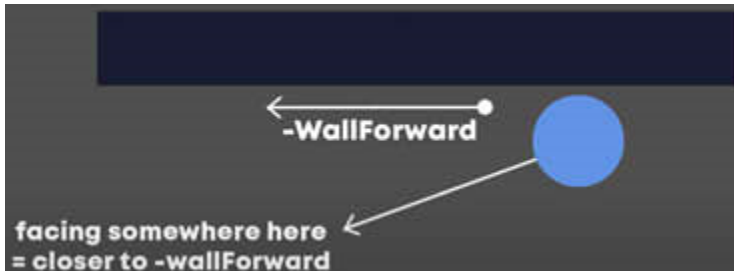 -WallForward
facing somewhere here
= closer to -wallForward